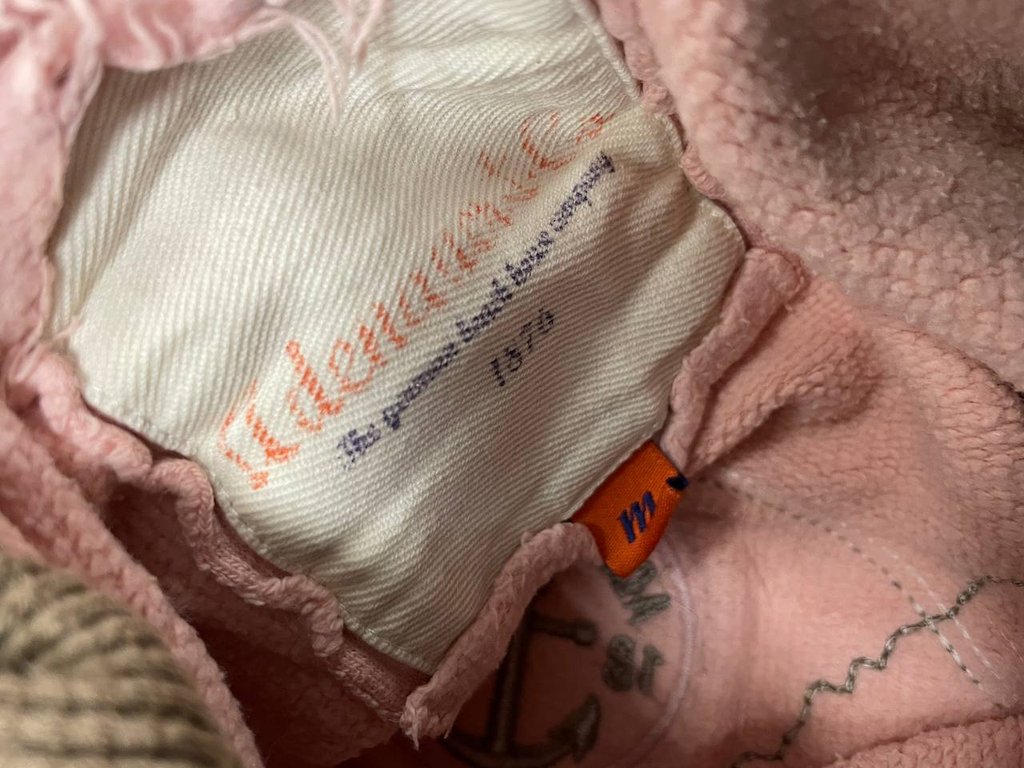 Adenauer & Co
The german beach house company
1876
m